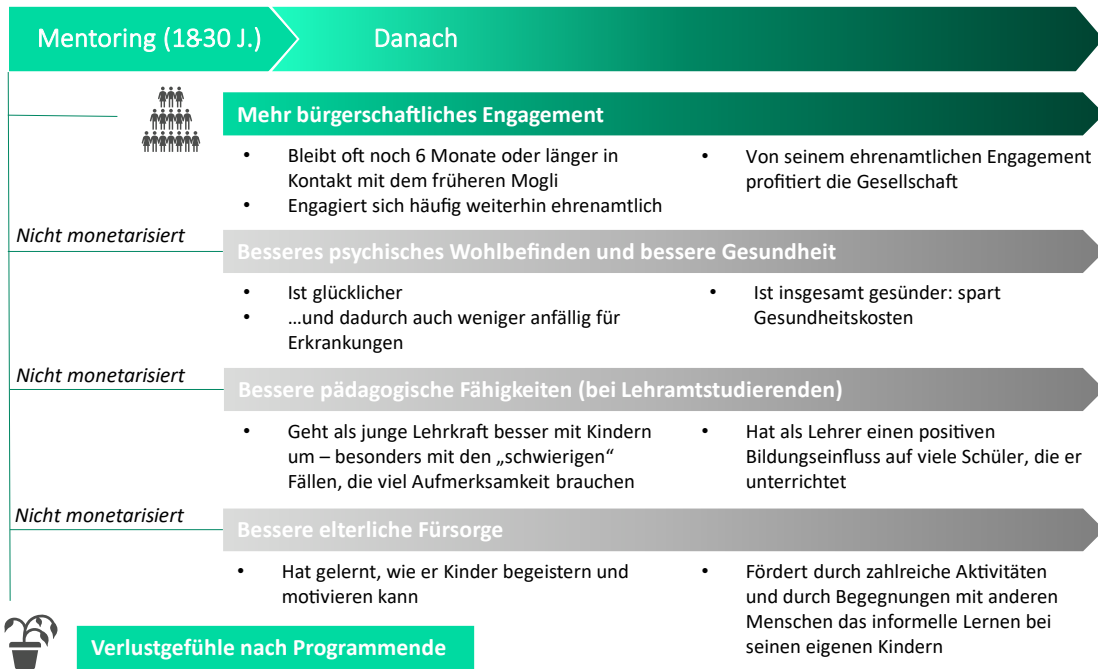 Mentoring (18-30 J.)
Danach
Mehr bürgerschaftliches Engagement
• Bleibt oft noch 6 Monate oder länger in
Kontakt mit dem früheren Mogli
• Engagiert sich häufig weiterhin ehrenamtlich
• Von seinem ehrenamtlichen Engagement
profitiert die Gesellschaft
Nicht monetarisiert
Besseres psychisches Wohlbefinden und bessere Gesundheit
• Ist glücklicher
• …und dadurch auch weniger anfällig für
Erkrankungen
• Ist insgesamt gesünder: spart
Gesundheitskosten
Nicht monetarisiert
Bessere pädagogische Fähigkeiten (bei Lehramtstudierenden)
• Geht als junge Lehrkraft besser mit Kindern
um – besonders mit den „schwierigen“
Fällen, die viel Aufmerksamkeit brauchen
• Hat als Lehrer einen positiven
Bildungseinfluss auf viele Schüler, die er
unterrichtet
Nicht monetarisiert
Bessere elterliche Fürsorge
• Hat gelernt, wie er Kinder begeistern und
motivieren kann
• Fördert durch zahlreiche Aktivitäten
und durch Begegnungen mit anderen
Menschen das informelle Lernen bei
seinen eigenen Kindern
Verlustgefühle nach Programmende